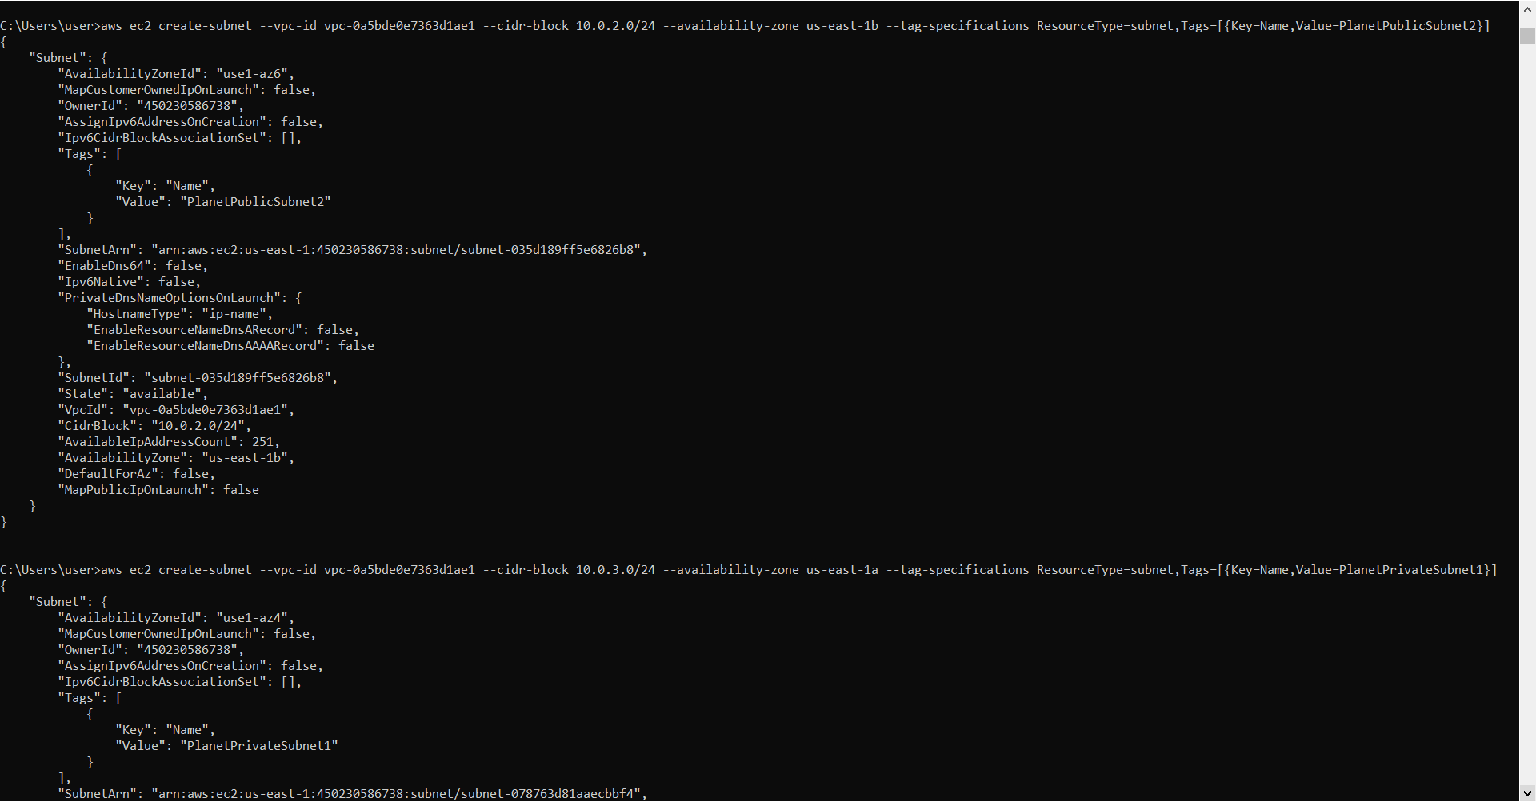 C:\Users\user>aws ec2 create-subnet --vpc-id vpc-0a5bde0e7363d1ae1 --cidr-block 10.0.2.0/24 --availability-zone us-east-1b --tag-specifications ResourceType=subnet,Tags=[{Key=Name,Value=PlanetPublicSubnet2}]
{
    "Subnet": {
        "AvailabilityZoneId": "use1-az6",
        "MapCustomerOwnedIpOnLaunch": false,
        "OwnerId": "450230586738",
        "AssignIpv6AddressOnCreation": false,
        "Ipv6CidrBlockAssociationSet": [],
        "Tags": [
            {
                "Key": "Name",
                "Value": "PlanetPublicSubnet2"
            }
        ],
        "SubnetArn": "arn:aws:ec2:us-east-1:450230586738:subnet/subnet-035d189ff5e6826b8",
        "EnableDns64": false,
        "Ipv6Native": false,
        "PrivateDnsNameOptionsOnLaunch": {
            "HostnameType": "ip-name",
            "EnableResourceNameDnsARecord": false,
            "EnableResourceNameDnsAAAARecord": false
        },
        "SubnetId": "subnet-035d189ff5e6826b8",
        "State": "available",
        "VpcId": "vpc-0a5bde0e7363d1ae1",
        "CidrBlock": "10.0.2.0/24",
        "AvailableIpAddressCount": 251,
        "AvailabilityZone": "us-east-1b",
        "DefaultForAz": false,
        "MapPublicIpOnLaunch": false
    }
}
C:\Users\user>aws ec2 create-subnet --vpc-id vpc-0a5bde0e7363d1ae1 --cidr-block 10.0.3.0/24 --availability-zone us-east-1a --tag-specifications ResourceType=subnet,Tags=[{Key=Name,Value=PlanetPrivateSubnet1}]
{
    "Subnet": {
        "AvailabilityZoneId": "use1-az4",
        "MapCustomerOwnedIpOnLaunch": false,
        "OwnerId": "450230586738",
        "AssignIpv6AddressOnCreation": false,
        "Ipv6CidrBlockAssociationSet": [],
        "Tags": [
            {
                "Key": "Name",
                "Value": "PlanetPrivateSubnet1"
            }
        ],
        "SubnetArn": "arn:aws:ec2:us-east-1:450230586738:subnet/subnet-078763d81aaecbbf4",